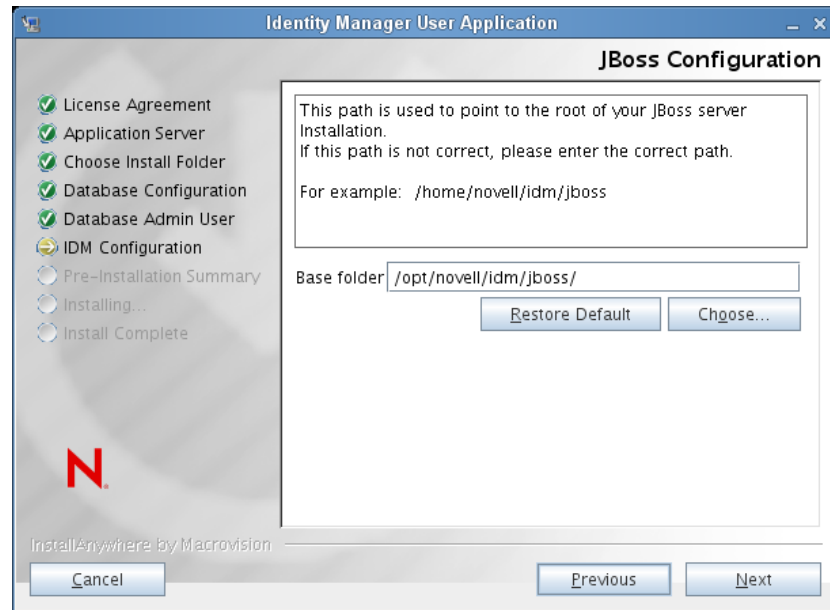 Identity Manager User Application
JBoss Configuration
License Agreement
Application Server
Choose Install Folder
Database Configuration
Database Admin User
IDM Configuration
Pre-Installation Summary
Installing...
Install Complete
This path is used to point to the root of your JBoss server
Installation.
If this path is not correct, please enter the correct path.
For example: /home/novell/idm/jboss
Base folder /opt/novell/idm/jboss/
Restore Default Choose...
N.
InstallAnywhere by Macrovision
Cancel Previous Next